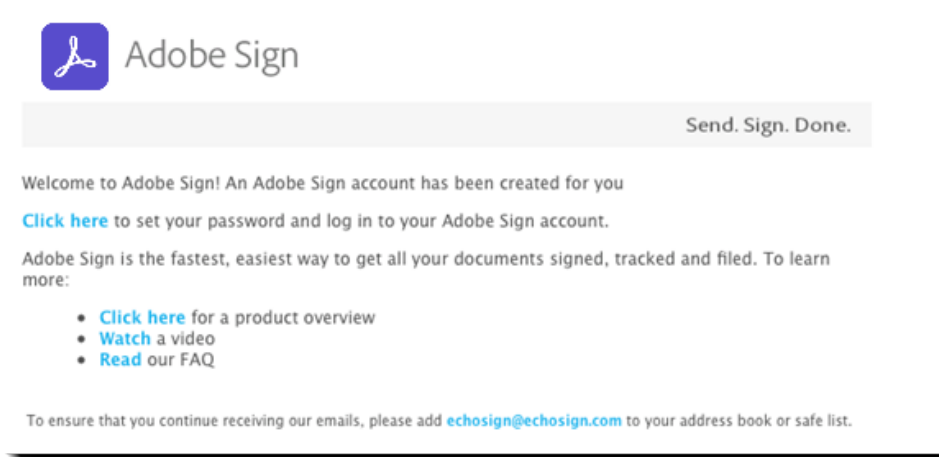 Adobe Sign
Send. Sign. Done.
Welcome to Adobe Sign! An Adobe Sign account has been created for you
Click here to set your password and log in to your Adobe Sign account.
Adobe Sign is the fastest, easiest way to get all your documents signed, tracked and filed. To learn
more:
• Click here for a product overview
• Watch a video
• Read our FAQ
To ensure that you continue receiving our emails, please add echosign@echosign.com to your address book or safe list.